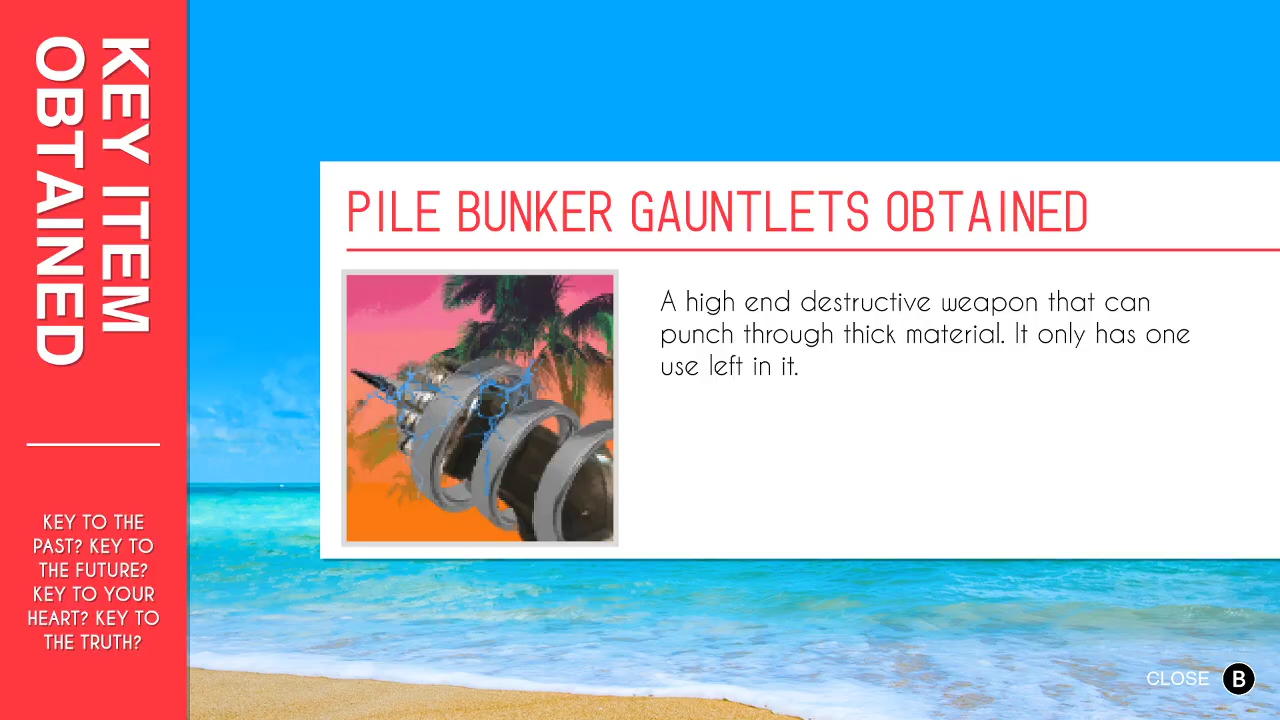 KEY ITEM
OBTAINED
KEY TO THE
PAST? KEY TO
THE FUTURE?
KEY TO YOUR
HEART? KEY TO
THE TRUTH?
PILE BUNKER GAUNTLETS OBTAINED
A high end destructive weapon that can
punch through thick material. It only has one
use left in it.
CLOSE B